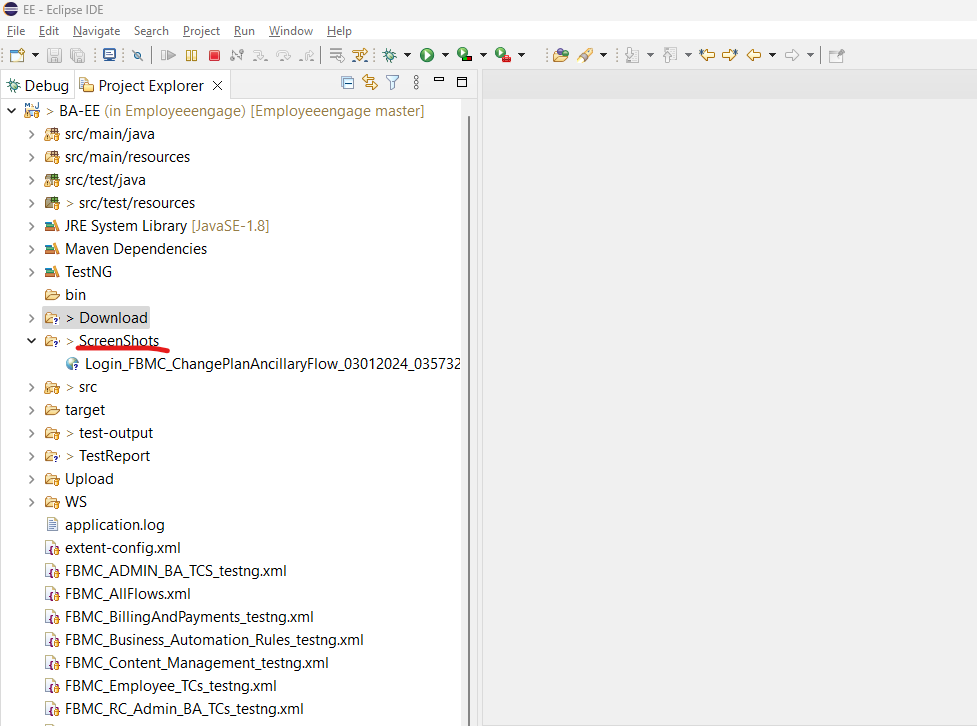 EE - Eclipse IDE
File Edit Navigate Search Project Run Window Help
Debug Project Explorer
> BA-EE (in Employeeengage) [Employeeengage master]
src/main/java
src/main/resources
src/test/java
> src/test/resources
JRE System Library [JavaSE-1.8]
Maven Dependencies
TestNG
bin
> Download
> ScreenShots
Login_FBMC_ChangePlanAncillaryFlow_03012024_035732
> src
target
> test-output
> TestReport
Upload
WS
application.log
extent-config.xml
FBMC_ADMIN_BA_TCS_testng.xml
FBMC_AllFlows.xml
FBMC_BillingAndPayments_testng.xml
FBMC_Business_Automation_Rules_testng.xml
FBMC_Content_Management_testng.xml
FBMC_Employee_TCs_testng.xml
FBMC_RC_Admin_BA_TCs_testng.xml